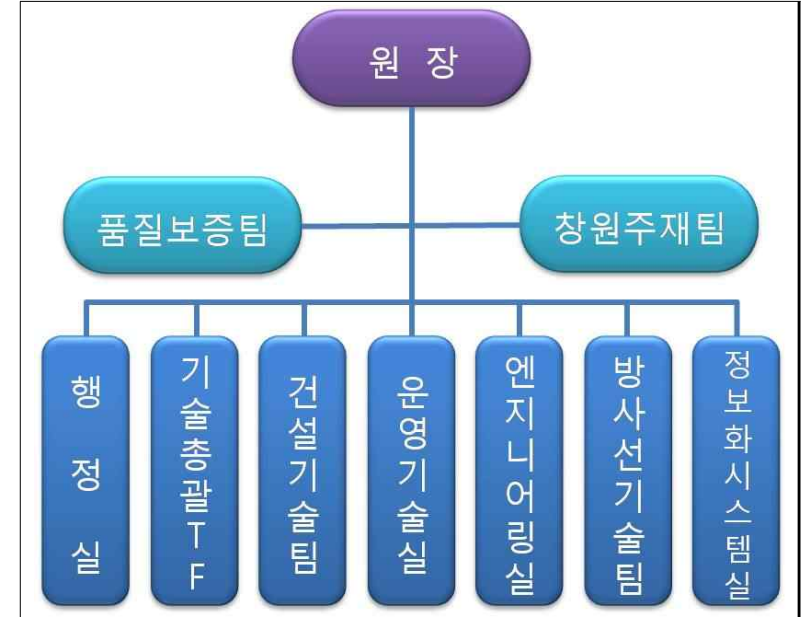 원 장
품질보증팀
창원주재팀
행정실
기술총괄TF
건설기술팀
운영기술실
엔지니어링실
방사선기술팀
정보화시스템실